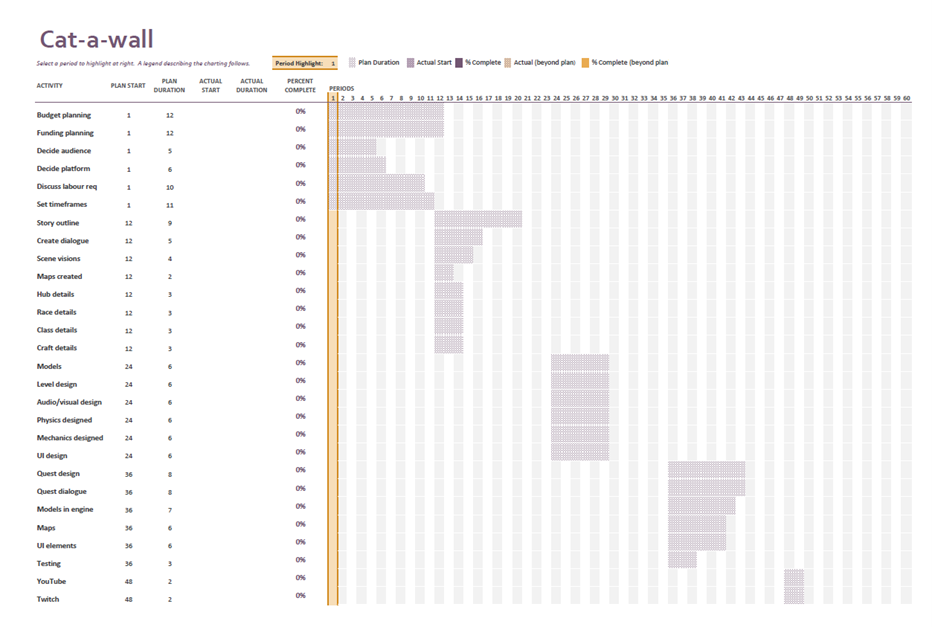 Cat-a-wall
Select a period to highlight at right. A legend describing the charting follows.
Period Highlight: 1
Plan Duration
Actual Start
% Complete
Actual (beyond plan)
% Complete (beyond plan
ACTIVITY PLAN START PLAN DURATION ACTUAL START ACTUAL DURATION PERCENT COMPLETE PERIODS
1 2 3 4 5 6 7 8 9 10 11 12 13 14 15 16 17 18 19 20 21 22 23 24 25 26 27 28 29 30 31 32 33 34 35 36 37 38 39 40 41 42 43 44 45 46 47 48 49 50 51 52 53 54 55 56 57 58 59 60
Budget planning 1 12 0%
Funding planning 1 12 0%
Decide audience 1 5 0%
Decide platform 1 6 0%
Discuss labour req 1 10 0%
Set timeframes 1 11 0%
Story outline 12 9 0%
Create dialogue 12 5 0%
Scene visions 12 4 0%
Maps created 12 2 0%
Hub details 12 3 0%
Race details 12 3 0%
Class details 12 3 0%
Craft details 12 3 0%
Models 24 6 0%
Level design 24 6 0%
Audio/visual design 24 6 0%
Physics designed 24 6 0%
Mechanics designed 24 6 0%
UI design 24 6 0%
Quest design 36 8 0%
Quest dialogue 36 8 0%
Models in engine 36 7 0%
Maps 36 6 0%
UI elements 36 6 0%
Testing 36 3 0%
YouTube 48 2 0%
Twitch 48 2 0%